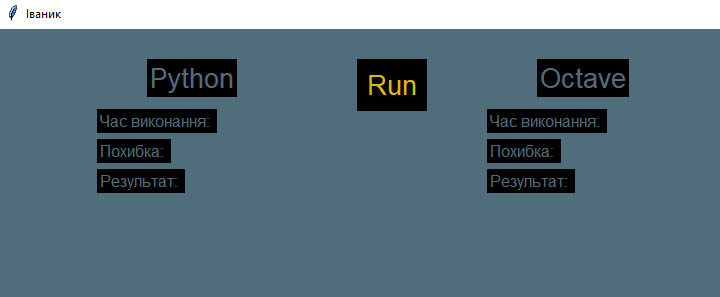 Іваник
Python
Run
Octave
Час виконання:
Похибка:
Результат:
Час виконання:
Похибка:
Результат: